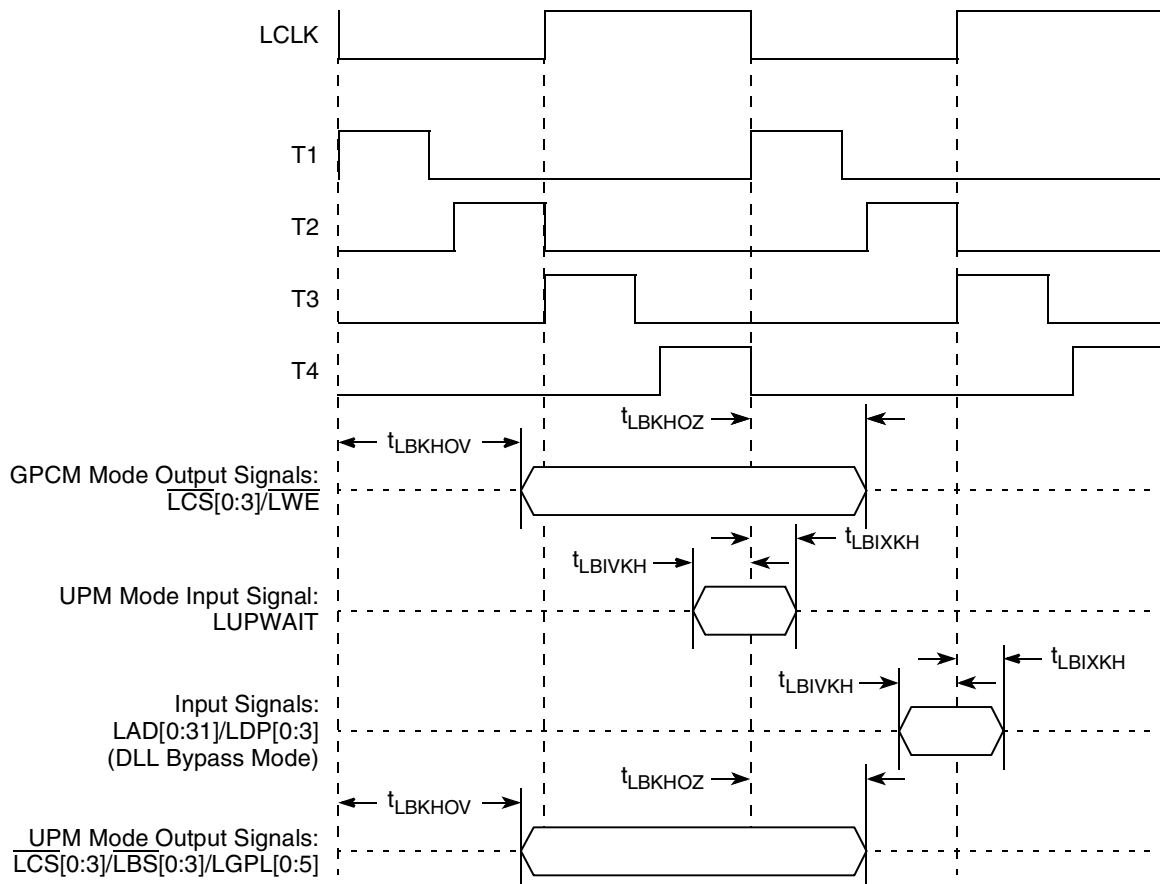 LCLK
T1
T2
T3
T4
tLBKHOZ
tLBKHOV
GPCM Mode Output Signals:
LCS[0:3]/LWE
tLBIXKH
tLBIVKH
UPM Mode Input Signal:
LUPWAIT
tLBIXKH
tLBIVKH
Input Signals:
LAD[0:31]/LDP[0:3]
(DLL Bypass Mode)
tLBKHOZ
tLBKHOV
UPM Mode Output Signals:
LCS[0:3]/LBS[0:3]/LGPL[0:5]